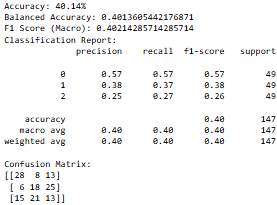 Accuracy: 40.14%
Balanced Accuracy: 0.4013605442176871
F1 Score (Macro): 0.40214285714285714
Classification Report:
precision recall f1-score support
0 0.57 0.57 0.57 49
1 0.38 0.37 0.38 49
2 0.25 0.27 0.26 49
accuracy 0.40 147
macro avg 0.40 0.40 0.40 147
weighted avg 0.40 0.40 0.40 147
Confusion Matrix:
[[28 8 13]
[ 6 18 25]
[15 21 13]]